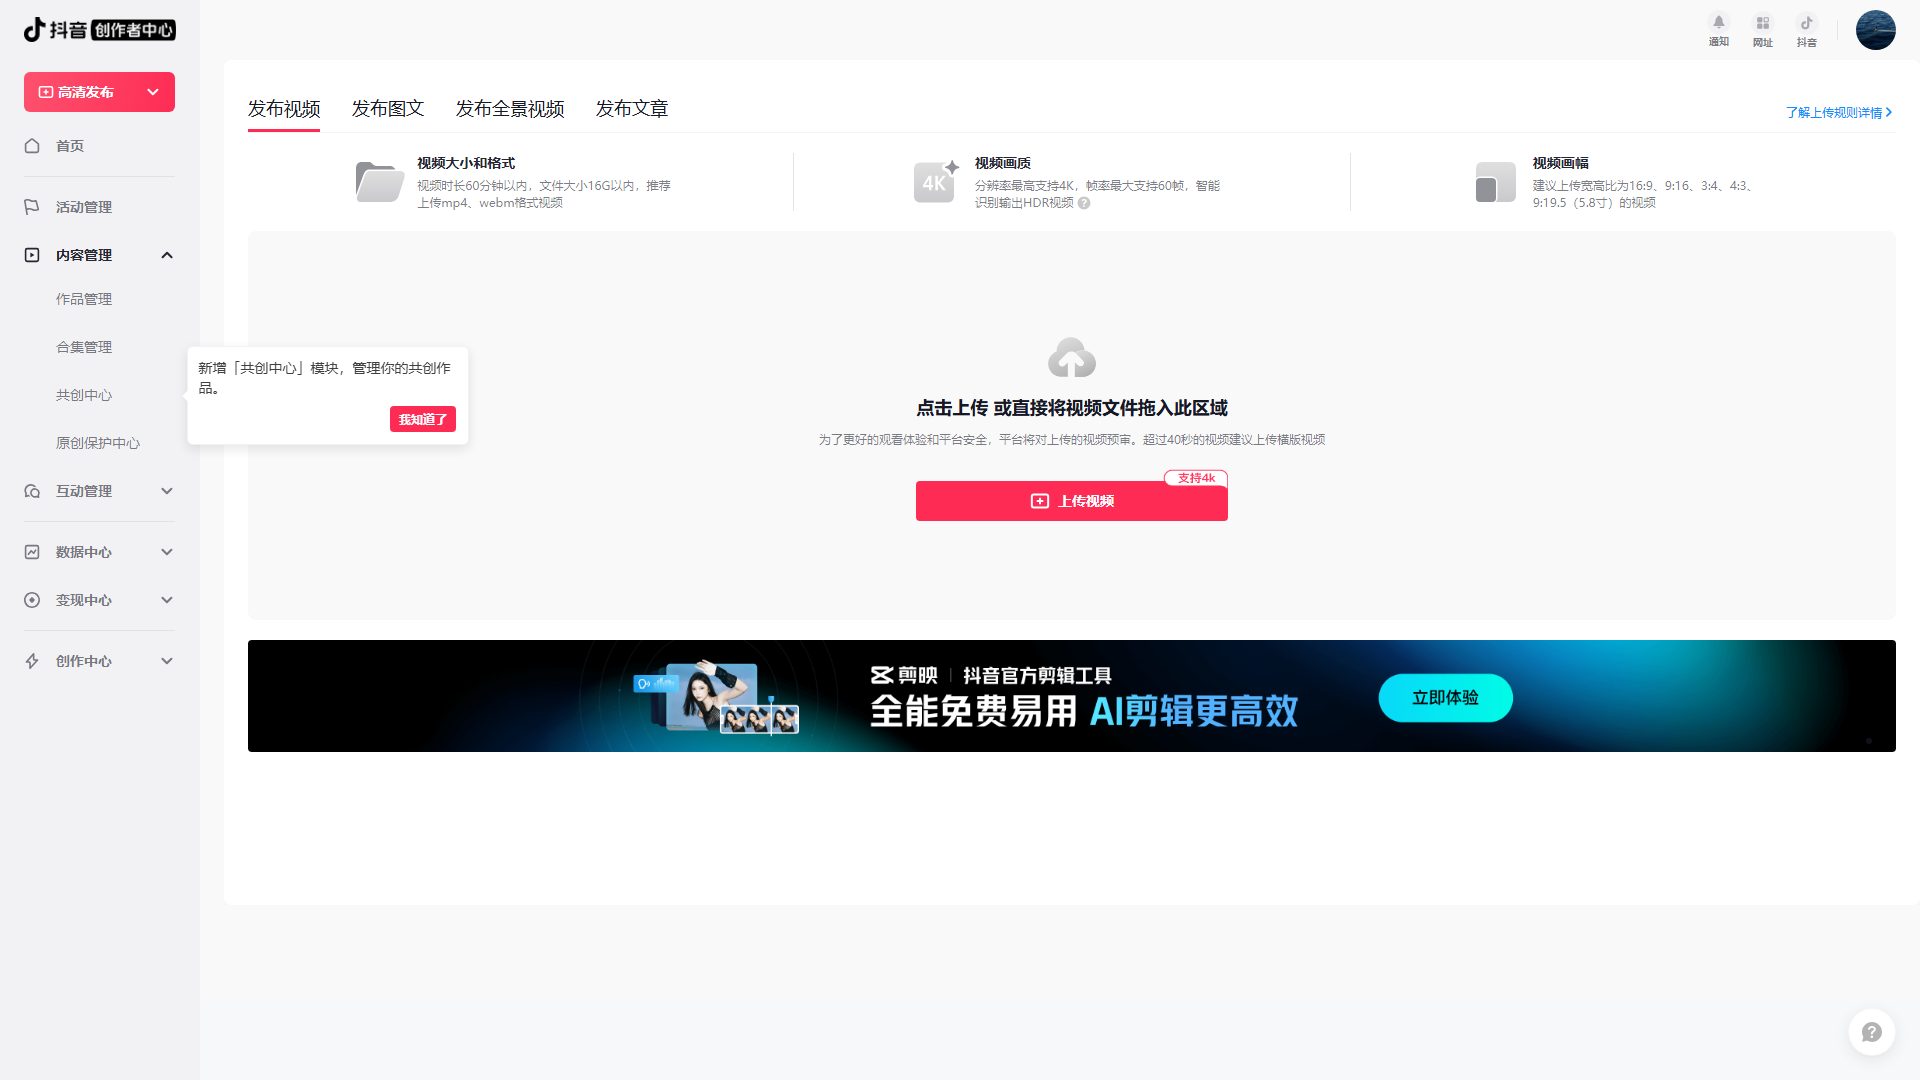 抖音 创作者中心
通知
网址
抖音
高清发布
首页
活动管理
内容管理
作品管理
合集管理
共创中心
原创保护中心
互动管理
数据中心
变现中心
创作中心
新增「共创中心」模块，管理你的共创作
品。
我知道了
发布视频 发布图文 发布全景视频 发布文章
了解上传规则详情
视频大小和格式
视频时长60分钟以内，文件大小16G以内，推荐
上传mp4、webm格式视频
4K
视频画质
分辨率最高支持4K，帧率最大支持60帧，智能
识别输出HDR视频
视频画幅
建议上传宽高比为16:9、9:16、3:4、4:3、
9:19.5（5.8寸）的视频
点击上传 或直接将视频文件拖入此区域
为了更好的观看体验和平台安全，平台将对上传的视频预审。超过40秒的视频建议上传横版视频
支持4k
上传视频
剪映 | 抖音官方剪辑工具
全能免费易用 AI剪辑更高效
立即体验